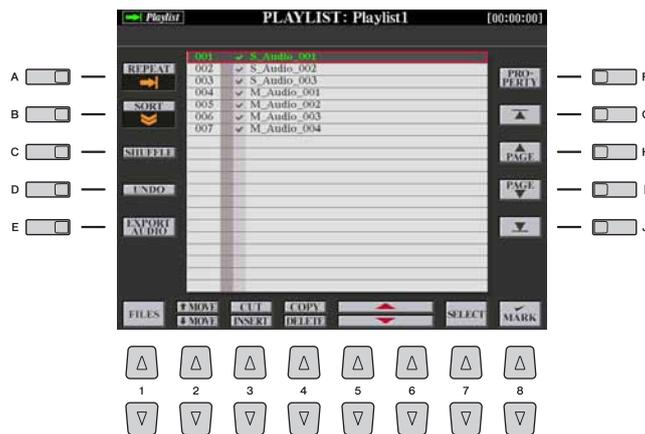 Playlist PLAYLIST: Playlist1 [00:00:00]
001 S_Audio_001
002 S_Audio_002
003 S_Audio_003
004 M_Audio_001
005 M_Audio_002
006 M_Audio_003
007 M_Audio_004
A
REPEAT
B
SORT
C
SHUFFLE
D
UNDO
E
EXPORT
AUDIO
PRO-
PERTY
PAGE
H
PAGE
J
FILES
↑ MOVE CUT COPY
↓ MOVE INSERT DELETE
SELECT
MARK
1 2 3 4 5 6 7 8